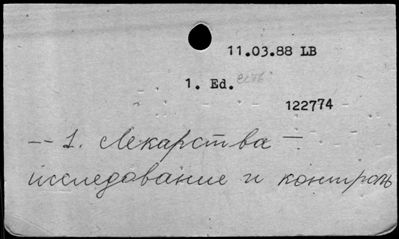 11.03.88 LB
1. Ed.
122774
-- 1. Лекарства —
исследование и контроль